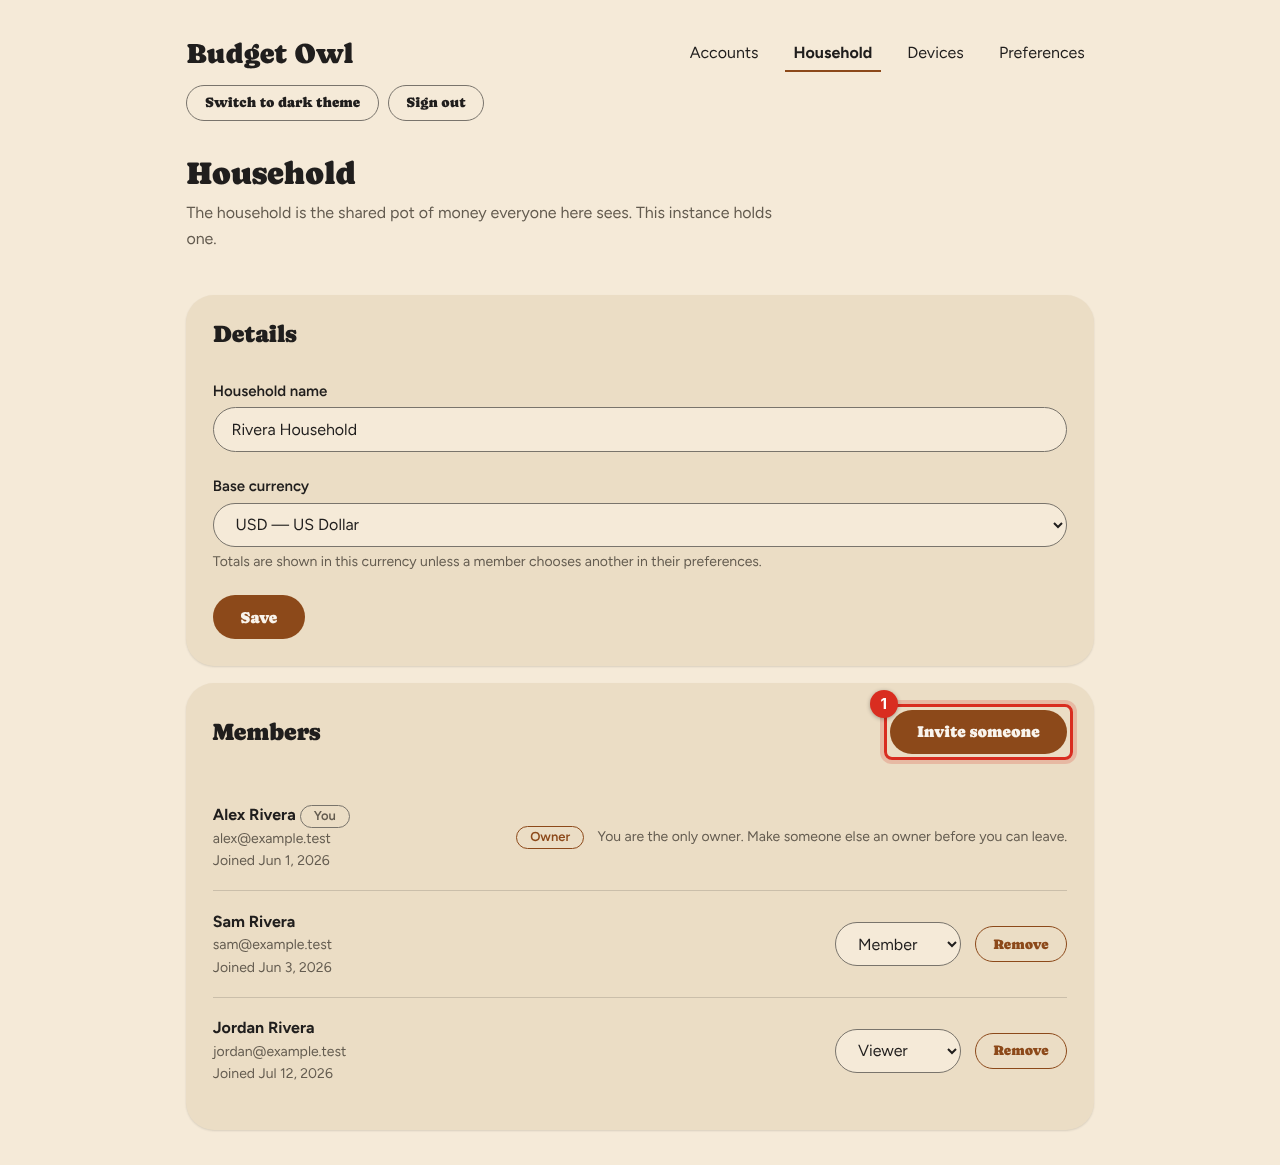 Budget Owl
Accounts Household Devices Preferences
Switch to dark theme Sign out
Household
The household is the shared pot of money everyone here sees. This instance holds
one.
Details
Household name
Rivera Household
Base currency
USD — US Dollar
Totals are shown in this currency unless a member chooses another in their preferences.
Save
1
Members Invite someone
Alex Rivera You
alex@example.test
Joined Jun 1, 2026
Owner You are the only owner. Make someone else an owner before you can leave.
Sam Rivera
sam@example.test
Joined Jun 3, 2026
Member Remove
Jordan Rivera
jordan@example.test
Joined Jul 12, 2026
Viewer Remove